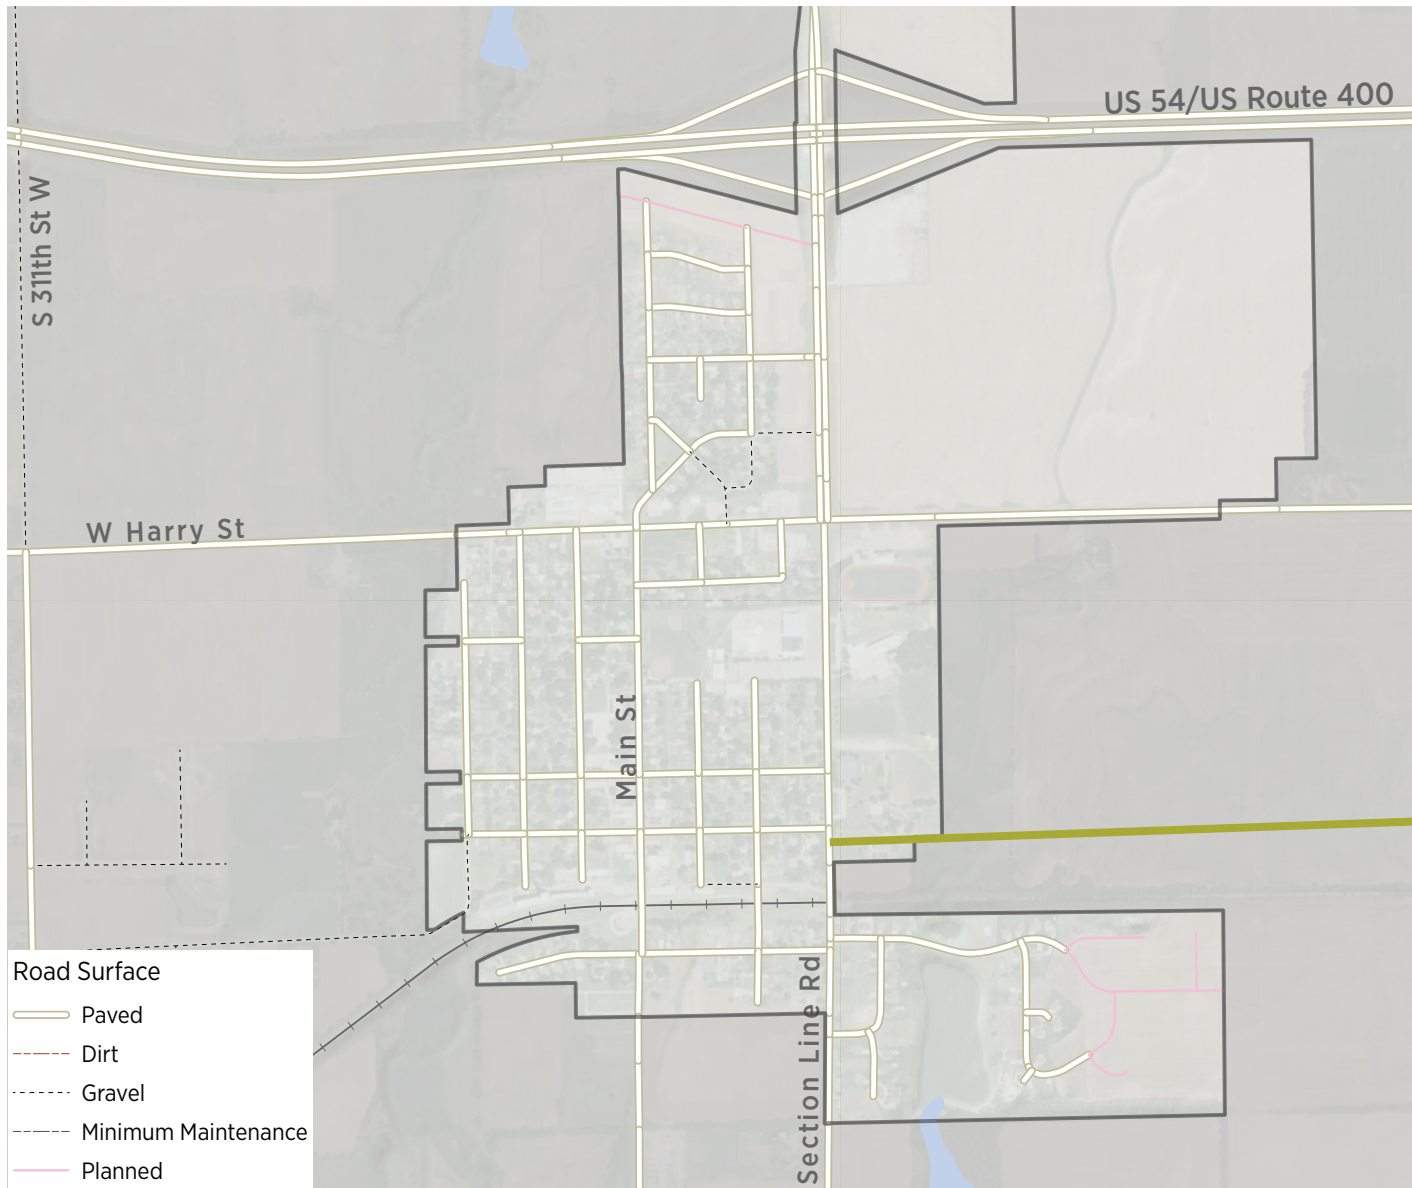 US 54/US Route 400
S 311th St W
W Harry St
Main St
Section Line Rd
Road Surface
Paved
Dirt
Gravel
Minimum Maintenance
Planned